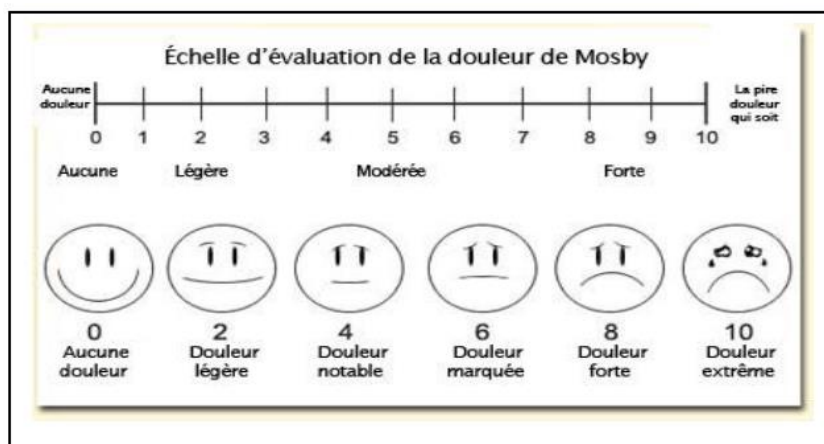 Échelle d'évaluation de la douleur de Mosby
Aucune
douleur
La pire
douleur
qui soit
0 1 2 3 4 5 6 7 8 9 10
Aucune Légère Modérée Forte
0 2 4 6 8 10
Aucune Douleur Douleur Douleur Douleur Douleur
douleur légère notable marquée forte extrême